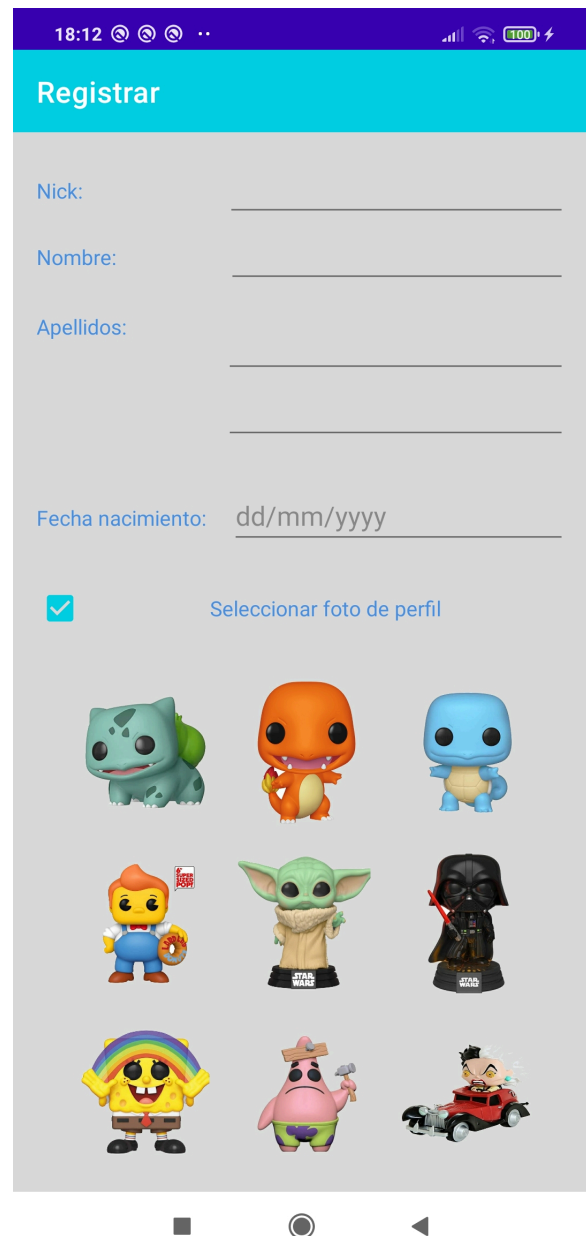 18:12
100
Registrar
Nick:
Nombre:
Apellidos:
Fecha nacimiento: dd/mm/yyyy
Seleccionar foto de perfil
6"
SUPER
SIZED
POP!
STAR
WARS
STAR
WARS